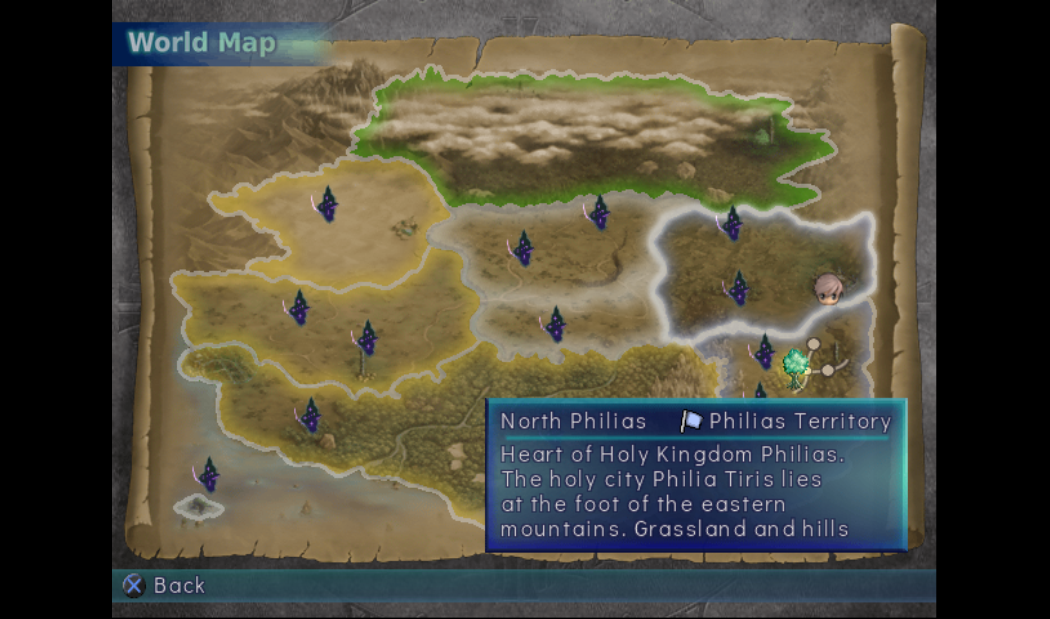 World Map
North Philias Philias Territory
Heart of Holy Kingdom Philias.
The holy city Philia Tiris lies
at the foot of the eastern
mountains. Grassland and hills
Back